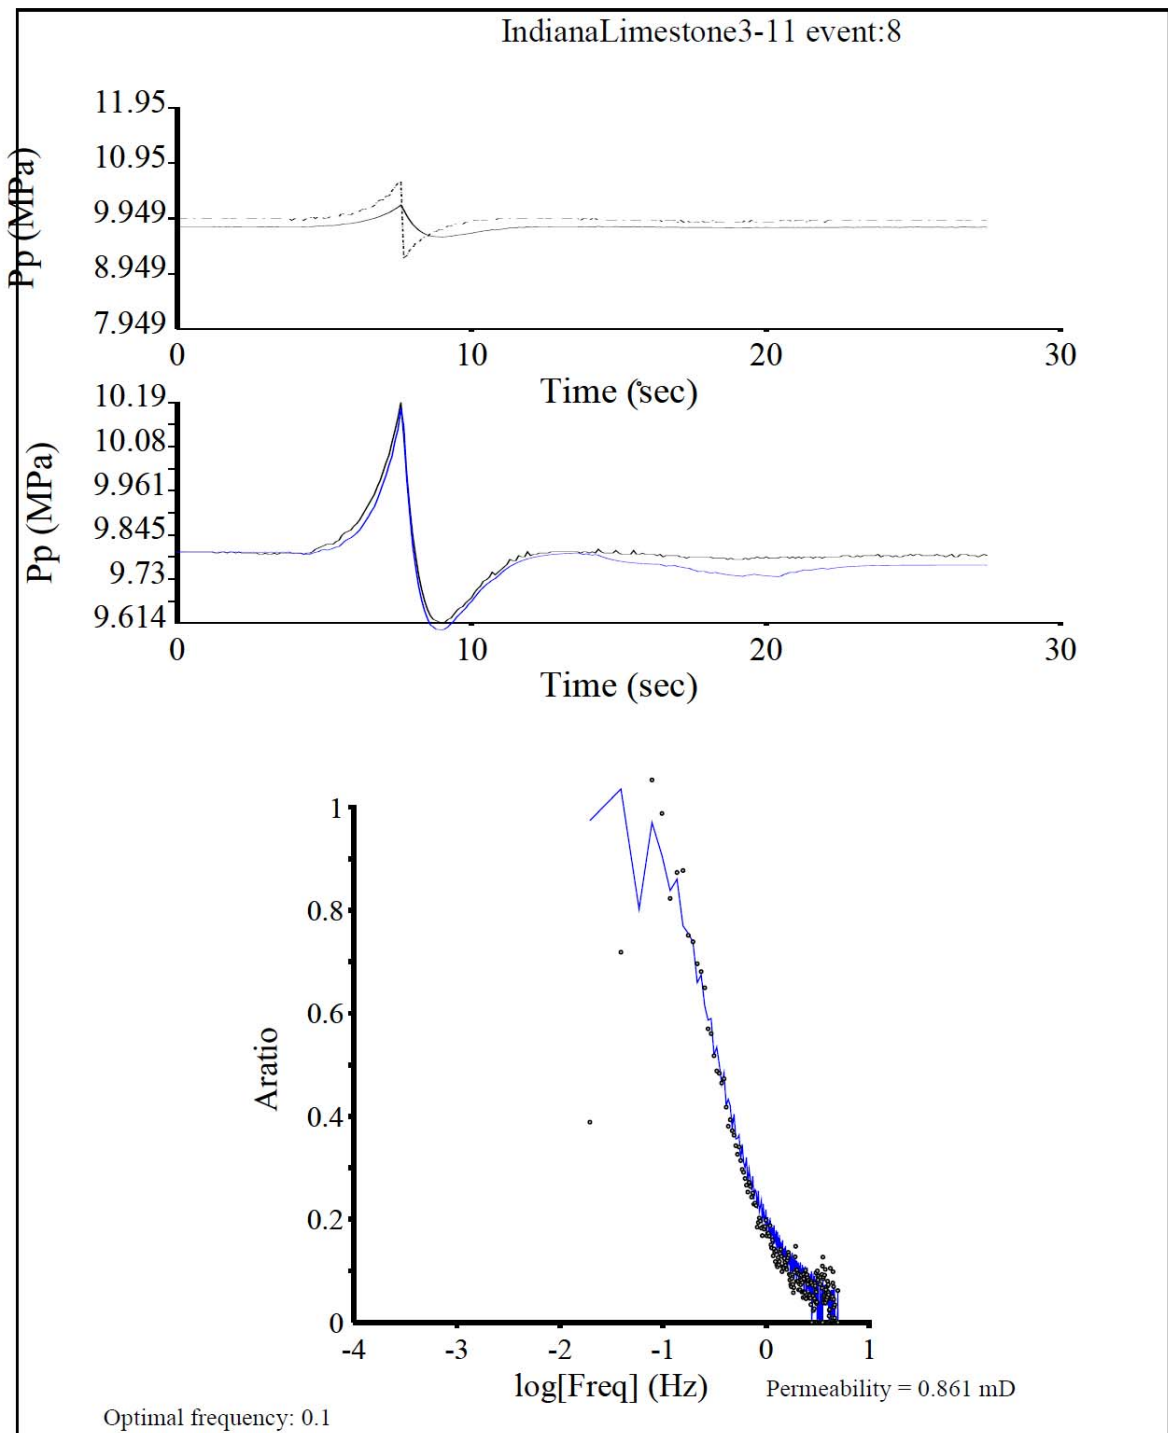 IndianaLimestone3-11 event:8
11.95
10.95
9.949
8.949
7.949
Pp (MPa)
0 10 20 30
Time (sec)
10.19
10.08
9.961
9.845
9.73
9.614
Pp (MPa)
0 10 20 30
Time (sec)
1
0.8
0.6
0.4
0.2
0
Aratio
-4 -3 -2 -1 0 1
log[Freq] (Hz)
Permeability = 0.861 mD
Optimal frequency: 0.1